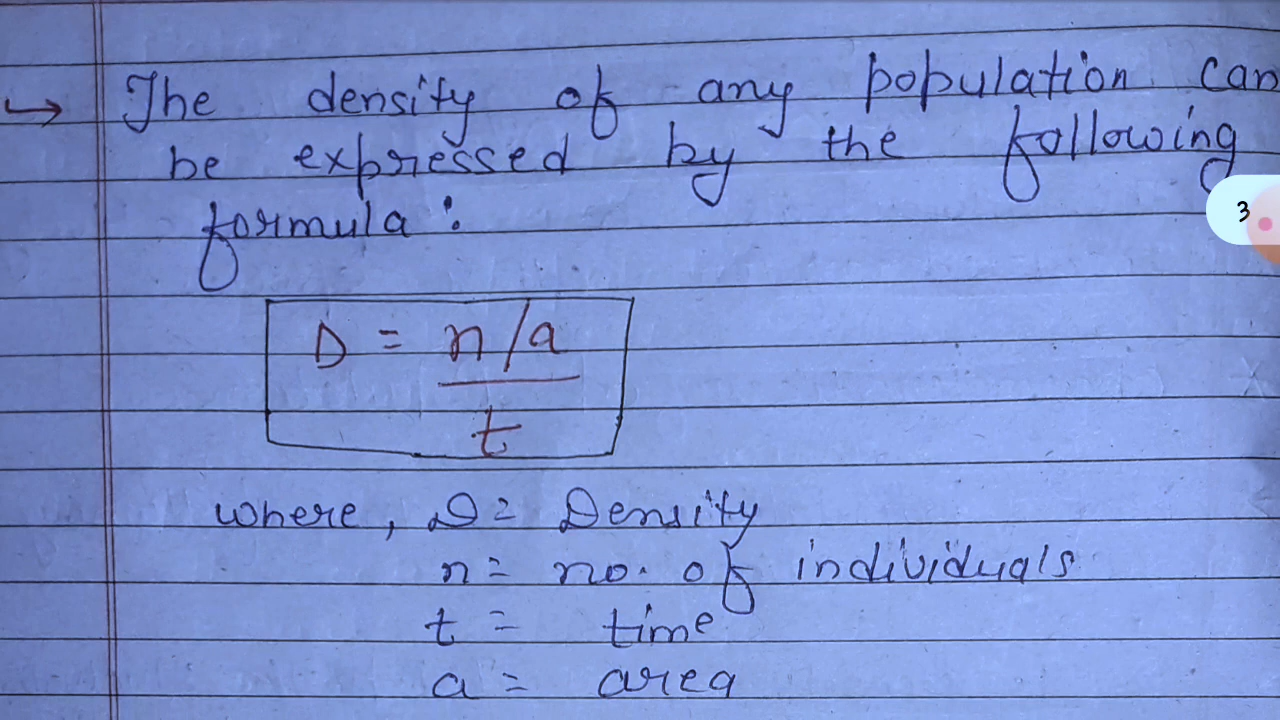 ↪ The density of any population can
be expressed by the following
formula :
3
D = n/a
t
where, D = Density
n = no. of individuals
t = time
a = area